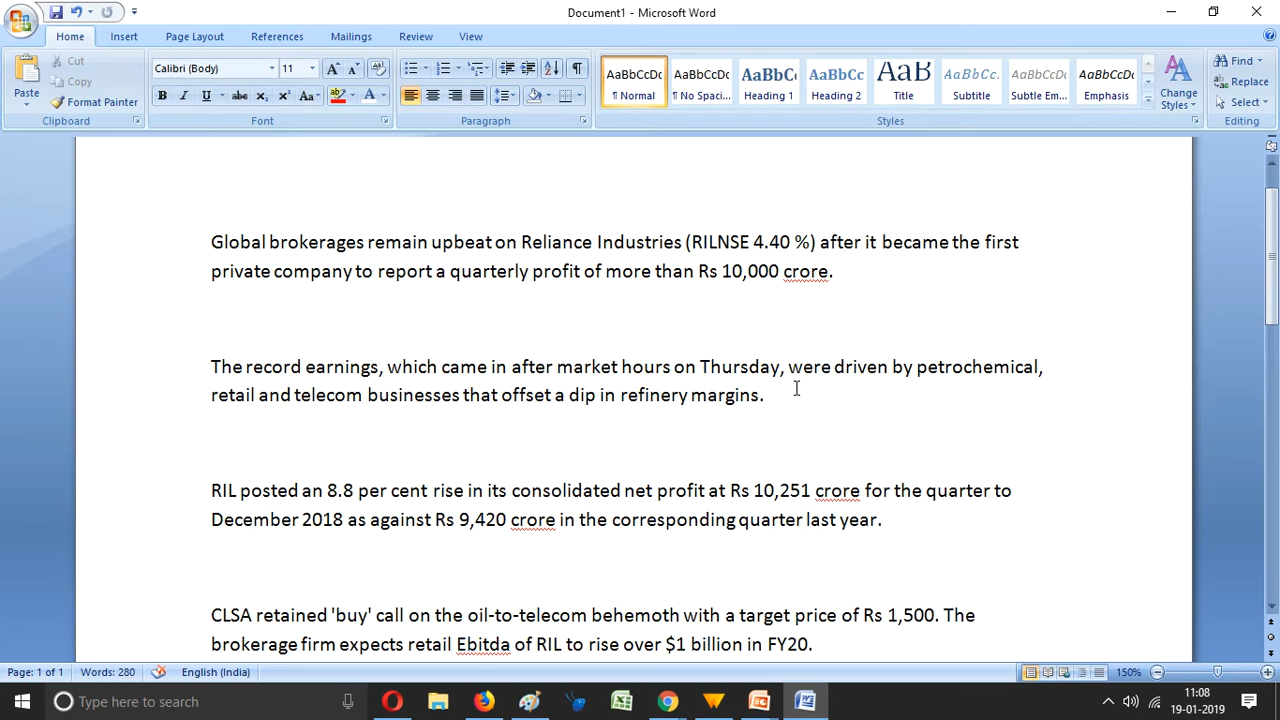 Document1 - Microsoft Word
Home Insert Page Layout References Mailings Review View
Paste
Cut
Copy
Format Painter
Clipboard
Calibri (Body) 11
Font
Paragraph
AaBbCcDc AaBbCcDc AaBbCc AaBbCc AaB AaBbCc. AaBbCcDc AaBbCcDc
¶ Normal ¶ No Spaci... Heading 1 Heading 2 Title Subtitle Subtle Em... Emphasis
Change
Styles
Styles
Find
Replace
Select
Editing
Global brokerages remain upbeat on Reliance Industries (RILNSE 4.40 %) after it became the first
private company to report a quarterly profit of more than Rs 10,000 crore.
The record earnings, which came in after market hours on Thursday, were driven by petrochemical,
retail and telecom businesses that offset a dip in refinery margins.
RIL posted an 8.8 per cent rise in its consolidated net profit at Rs 10,251 crore for the quarter to
December 2018 as against Rs 9,420 crore in the corresponding quarter last year.
CLSA retained 'buy' call on the oil-to-telecom behemoth with a target price of Rs 1,500. The
brokerage firm expects retail Ebitda of RIL to rise over $1 billion in FY20.
Page: 1 of 1 Words: 280 English (India) 150%
Type here to search
11:08
19-01-2019